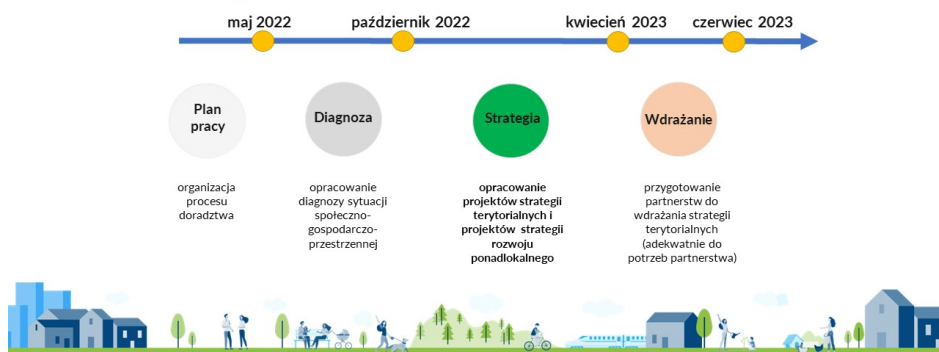 maj 2022
październik 2022
kwiecień 2023
czerwiec 2023
Plan
pracy
Diagnoza
Strategia
Wdrażanie
organizacja
procesu
doradztwa
opracowanie
diagnozy sytuacji
społeczno-
gospodarczo-
przestrzennej
opracowanie
projektów strategii
terytorialnych i
projektów strategii
rozwoju
ponadlokalnego
przygotowanie
partnerstw do
wdrażania strategii
terytorialnych
(adekwatnie do
potrzeb partnerstwa)